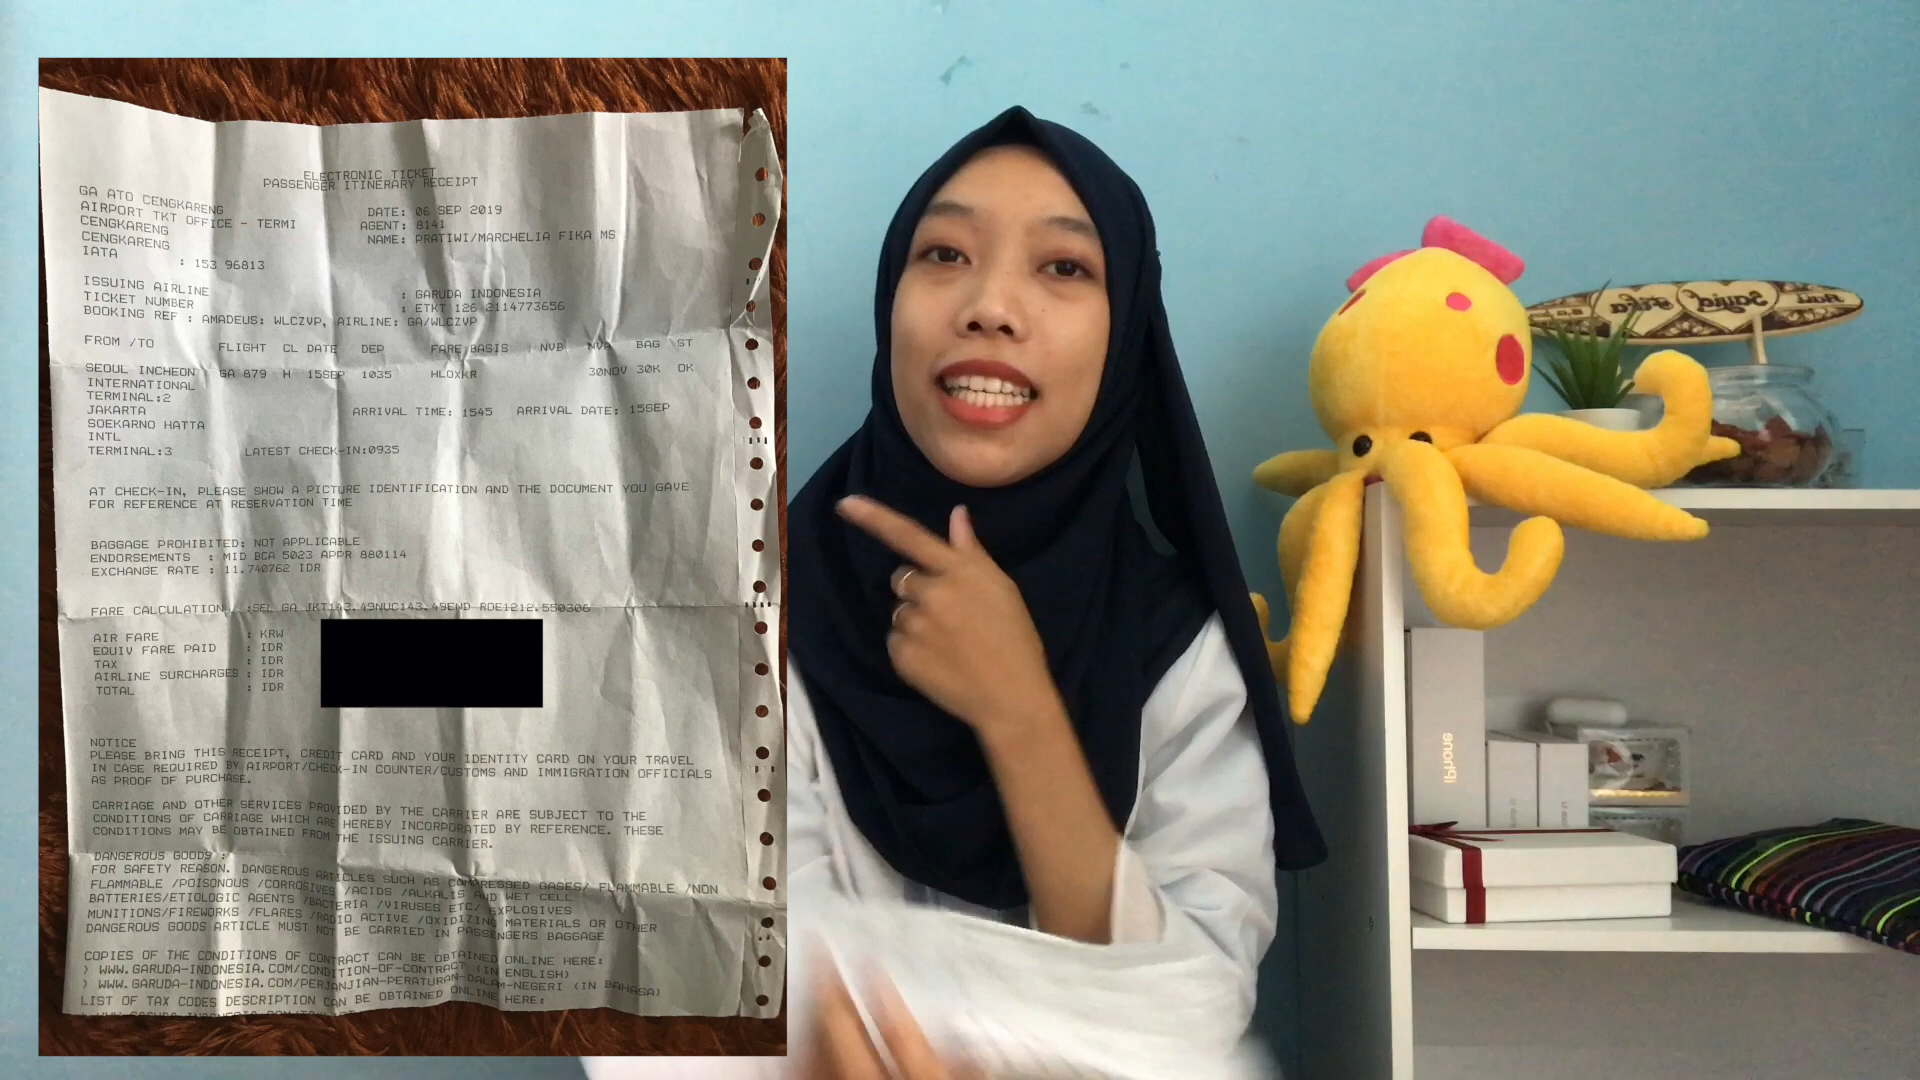 ELECTRONIC TICKET
PASSENGER ITINERARY RECEIPT
GA ATO CENGKARENG
AIRPORT TKT OFFICE - TERMI
CENGKARENG
CENGKARENG
IATA : 153 96813
DATE: 06 SEP 2019
AGENT: 8141
NAME: PRATIWI/MARCHELIA FIKA MS
ISSUING AIRLINE : GARUDA INDONESIA
TICKET NUMBER : ETKT 126 2114773656
BOOKING REF : AMADEUS: WLCZVP, AIRLINE: GA/WLCZVP
FROM /TO FLIGHT CL DATE DEP FARE BASIS NVB NVA BAG ST
SEOUL INCHEON GA 879 H 15SEP 1035 HLOXKR 30NOV 30K OK
INTERNATIONAL
TERMINAL:2
JAKARTA ARRIVAL TIME: 1545 ARRIVAL DATE: 15SEP
SOEKARNO HATTA
INTL
TERMINAL:3 LATEST CHECK-IN:0935
AT CHECK-IN, PLEASE SHOW A PICTURE IDENTIFICATION AND THE DOCUMENT YOU GAVE
FOR REFERENCE AT RESERVATION TIME
BAGGAGE PROHIBITED: NOT APPLICABLE
ENDORSEMENTS : MID BCA 5023 APPR 880114
EXCHANGE RATE : 11.740762 IDR
FARE CALCULATION :SEL GA JKT143.49NUC143.49END ROE1212.550306
AIR FARE : KRW
EQUIV FARE PAID : IDR
TAX : IDR
AIRLINE SURCHARGES : IDR
TOTAL : IDR
NOTICE
PLEASE BRING THIS RECEIPT, CREDIT CARD AND YOUR IDENTITY CARD ON YOUR TRAVEL
IN CASE REQUIRED BY AIRPORT/CHECK-IN COUNTER/CUSTOMS AND IMMIGRATION OFFICIALS
AS PROOF OF PURCHASE.
CARRIAGE AND OTHER SERVICES PROVIDED BY THE CARRIER ARE SUBJECT TO THE
CONDITIONS OF CARRIAGE WHICH ARE HEREBY INCORPORATED BY REFERENCE. THESE
CONDITIONS MAY BE OBTAINED FROM THE ISSUING CARRIER.
DANGEROUS GOODS :
FOR SAFETY REASON. DANGEROUS ARTICLES SUCH AS COMPRESSED GASES/ FLAMMABLE /NON
FLAMMABLE /POISONOUS /CORROSIVES /ACIDS /ALKALIS AND WET CELL
BATTERIES/ETIOLOGIC AGENTS /BACTERIA /VIRUSES ETC/ EXPLOSIVES
MUNITIONS/FIREWORKS /FLARES /RADIO ACTIVE /OXIDIZING MATERIALS OR OTHER
DANGEROUS GOODS ARTICLE MUST NOT BE CARRIED IN PASSENGERS BAGGAGE
COPIES OF THE CONDITIONS OF CONTRACT CAN BE OBTAINED ONLINE HERE:
) WWW.GARUDA-INDONESIA.COM/CONDITION-OF-CONTRACT (IN ENGLISH)
) WWW.GARUDA-INDONESIA.COM/PERJANJIAN-PERATURAN-DALAM-NEGERI (IN BAHASA)
LIST OF TAX CODES DESCRIPTION CAN BE OBTAINED ONLINE HERE:
Sayid Fika
iPhone